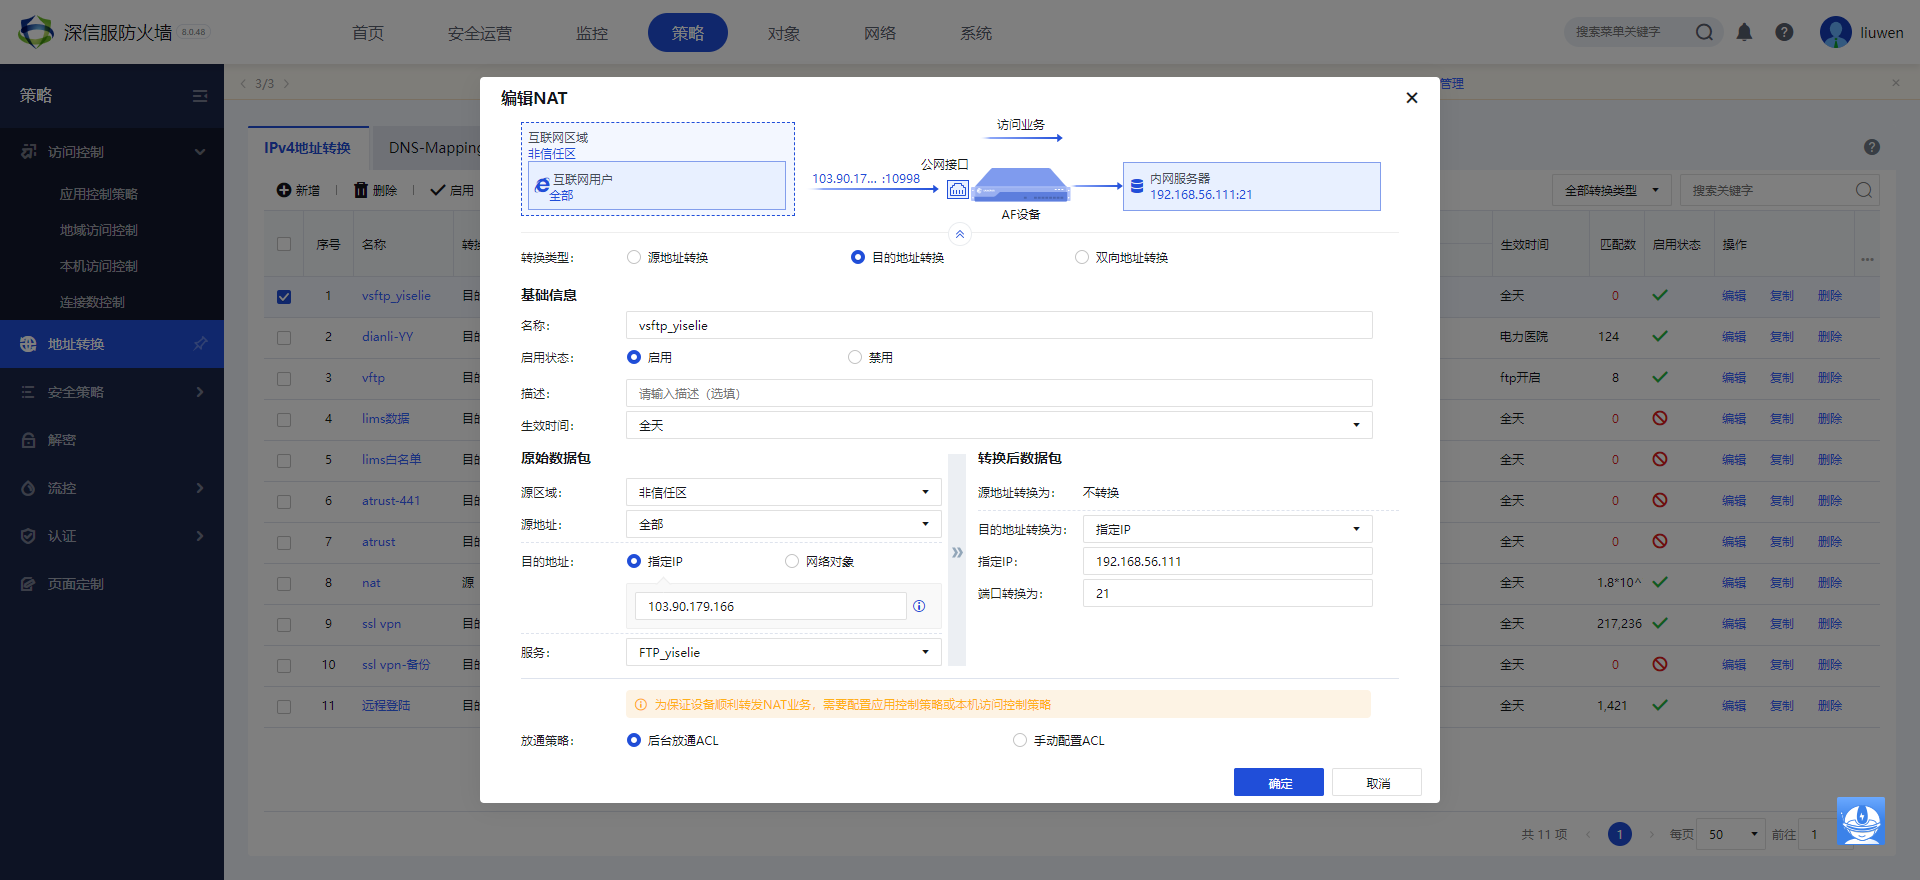 深信服防火墙 8.0.48 首页 安全运营 监控 策略 对象 网络 系统 搜索菜单关键字 liuwen
策略 3/3 管理
编辑NAT
访问控制 IPv4地址转换 DNS-Mapping
应用控制策略 新增 删除 启用 全部转换类型 搜索关键字
地域访问控制
本机访问控制
连接数控制
地址转换
安全策略
解密
流控
认证
页面定制
序号 名称 转换 生效时间 匹配数 启用状态 操作
1 vsftp_yiselie 目的 全天 0 编辑 复制 删除
2 dianli-YY 目的 电力医院 124 编辑 复制 删除
3 vftp 目的 ftp开启 8 编辑 复制 删除
4 lims数据 目的 全天 0 编辑 复制 删除
5 lims白名单 目的 全天 0 编辑 复制 删除
6 atrust-441 目的 全天 0 编辑 复制 删除
7 atrust 目的 全天 0 编辑 复制 删除
8 nat 源 全天 1.8*10^ 编辑 复制 删除
9 ssl vpn 目的 全天 217,236 编辑 复制 删除
10 ssl vpn-备份 目的 全天 0 编辑 复制 删除
11 远程登陆 目的 全天 1,421 编辑 复制 删除
共 11 项 1 每页 50 前往 1
互联网区域
非信任区
互联网用户
全部
访问业务
103.90.17... :10998
公网接口
AF设备
内网服务器
192.168.56.111:21
转换类型: 源地址转换 目的地址转换 双向地址转换
基础信息
名称: vsftp_yiselie
启用状态: 启用 禁用
描述: 请输入描述（选填）
生效时间: 全天
原始数据包 转换后数据包
源区域: 非信任区 源地址转换为: 不转换
源地址: 全部 目的地址转换为: 指定IP
目的地址: 指定IP 网络对象 指定IP: 192.168.56.111
103.90.179.166 端口转换为: 21
服务: FTP_yiselie
为保证设备顺利转发NAT业务，需要配置应用控制策略或本机访问控制策略
放通策略: 后台放通ACL 手动配置ACL
确定 取消